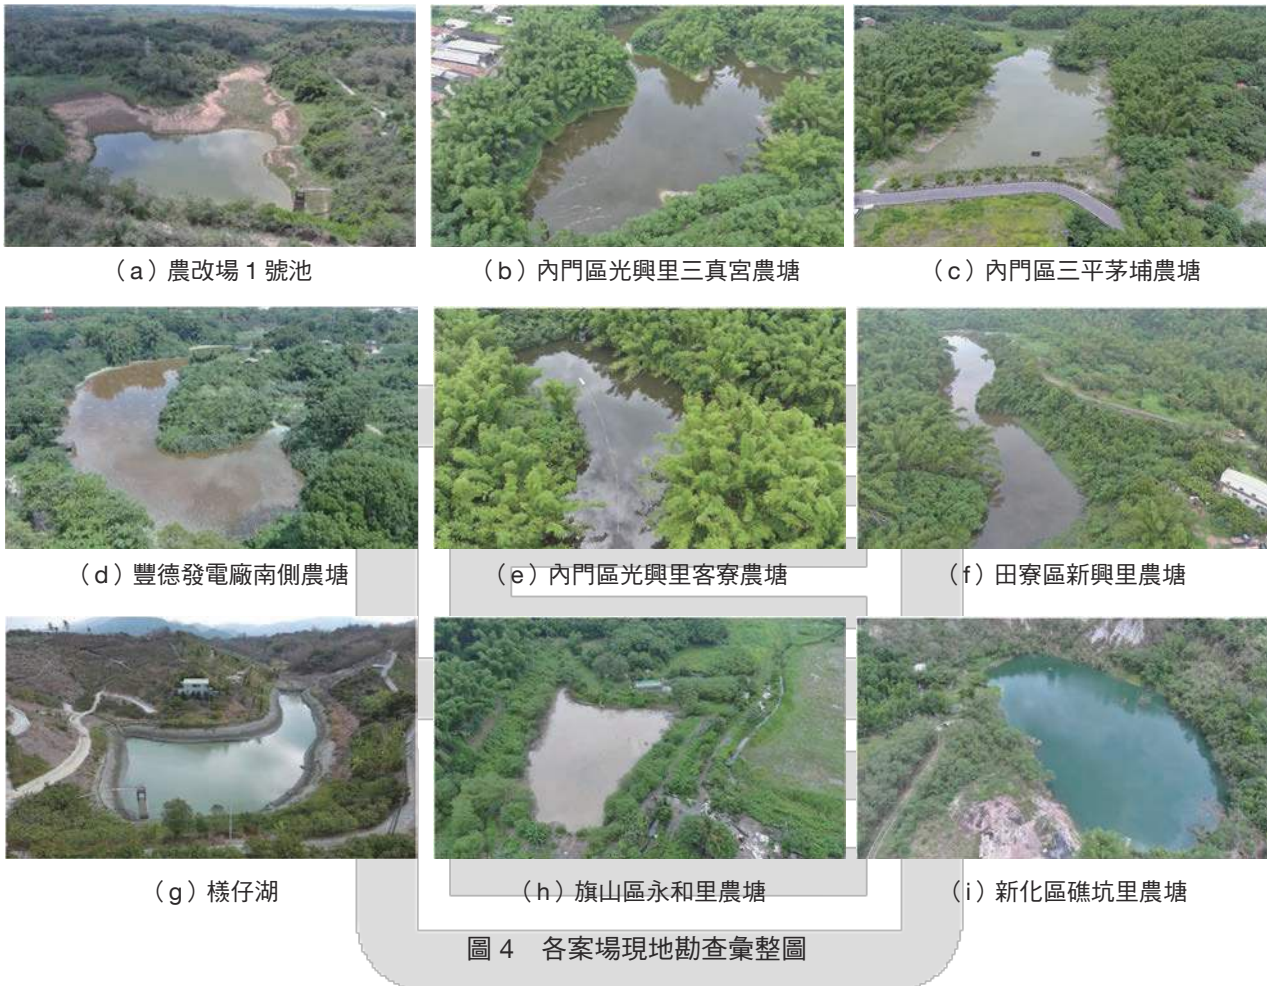 （a）農改場 1 號池
（b）內門區光興里三真宮農塘
（c）內門區三平茅埔農塘
（d）豐德發電廠南側農塘
（e）內門區光興里客寮農塘
（f）田寮區新興里農塘
（g）檨仔湖
（h）旗山區永和里農塘
（i）新化區礁坑里農塘
圖 4　各案場現地勘查彙整圖